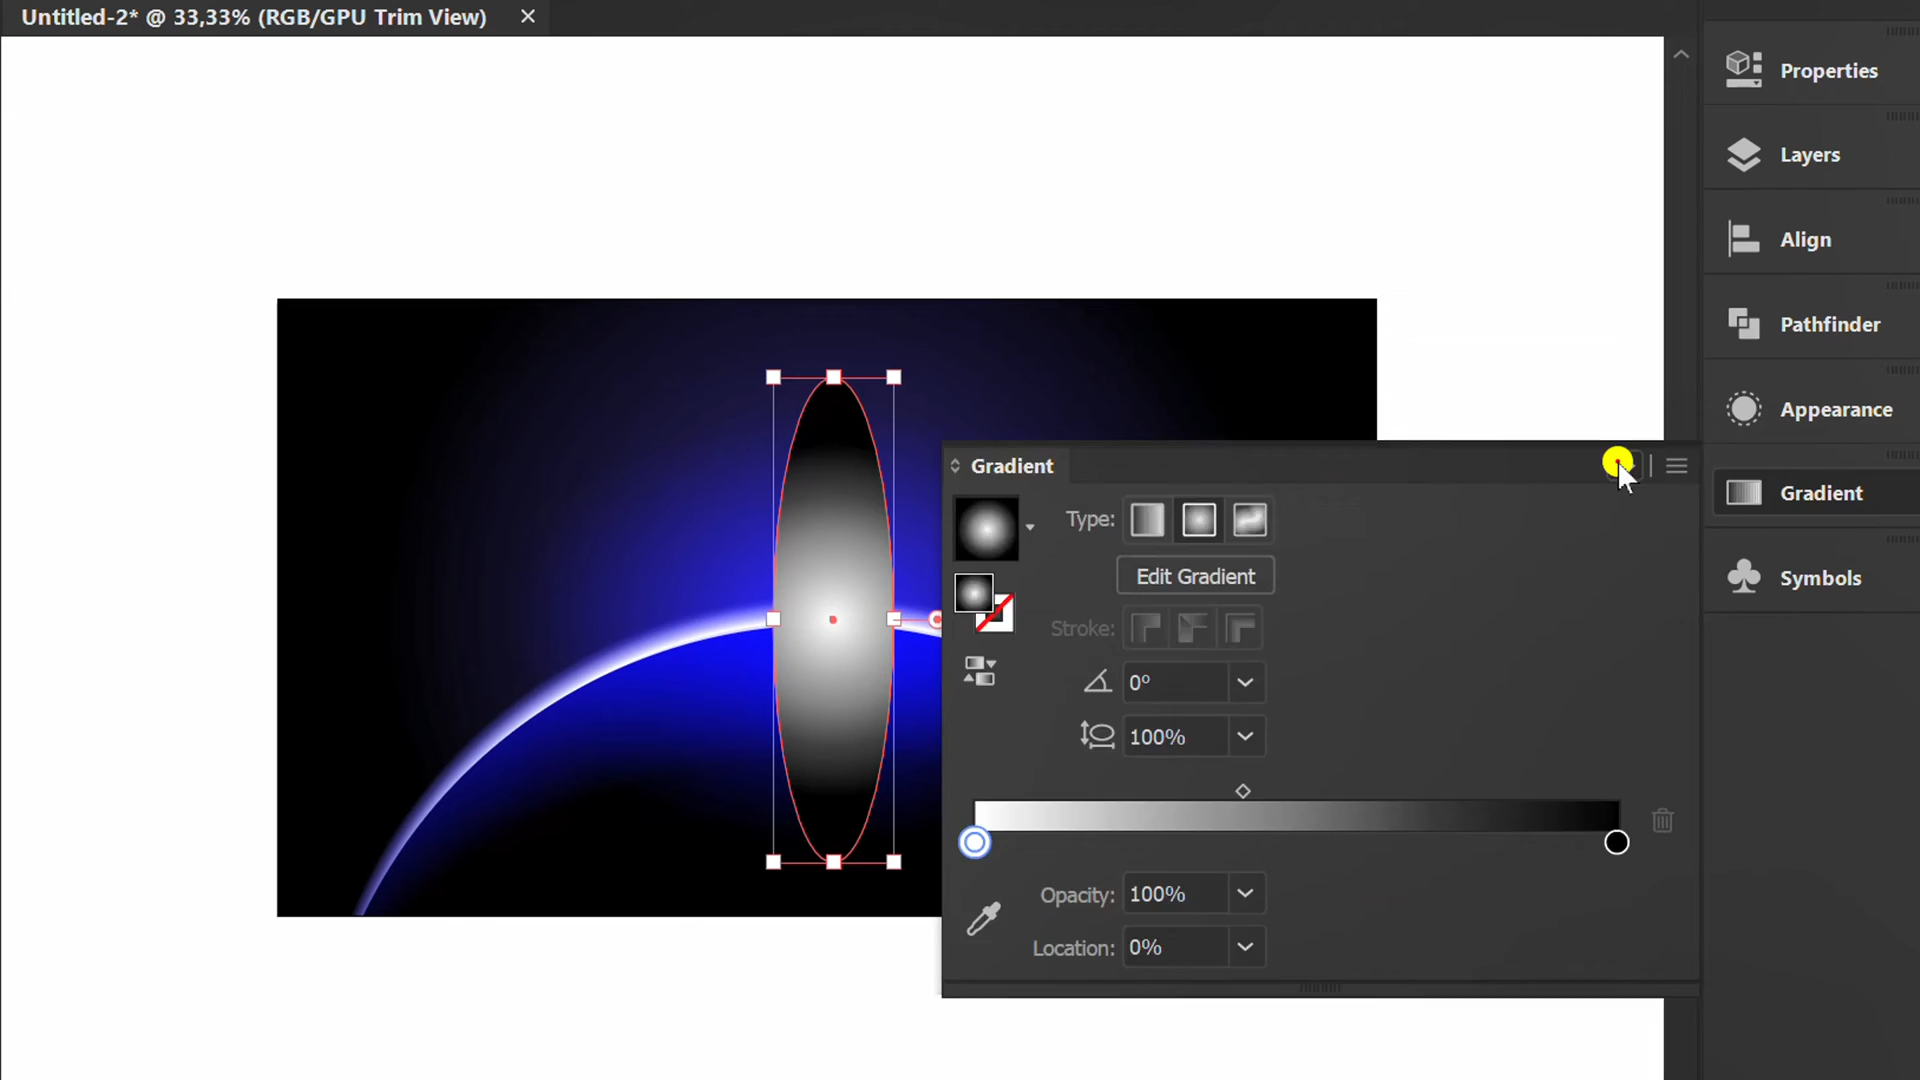 Untitled-2* @ 33,33% (RGB/GPU Trim View)
Properties
Layers
Align
Pathfinder
Appearance
Gradient
Symbols
Gradient
Type:
Edit Gradient
Stroke:
0°
100%
Opacity: 100%
Location: 0%